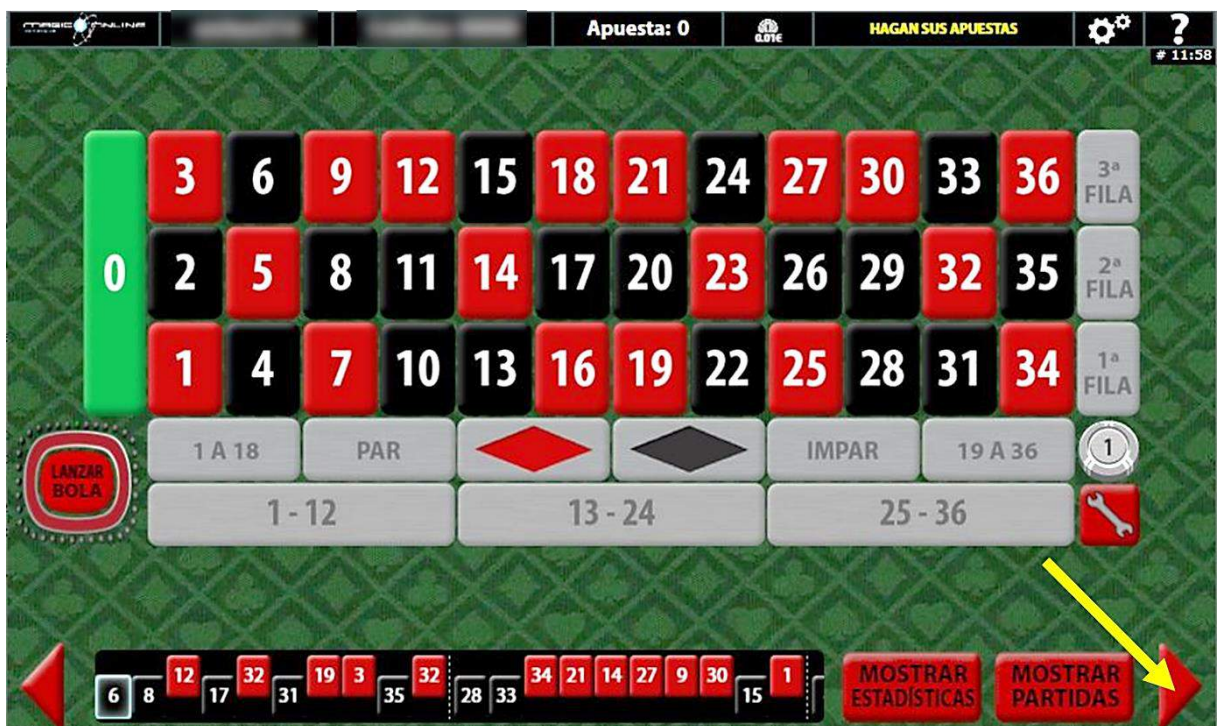 MAGIC ONLINE
Apuesta: 0
0.01€
HAGAN SUS APUESTAS
?
# 11:58
3 6 9 12 15 18 21 24 27 30 33 36 3ª FILA
0 2 5 8 11 14 17 20 23 26 29 32 35 2ª FILA
1 4 7 10 13 16 19 22 25 28 31 34 1ª FILA
LANZAR BOLA
1 A 18 PAR IMPAR 19 A 36 1
1 - 12 13 - 24 25 - 36
6 8 12 17 32 31 19 3 35 32 28 33 34 21 14 27 9 30 15 1
MOSTRAR ESTADÍSTICAS
MOSTRAR PARTIDAS